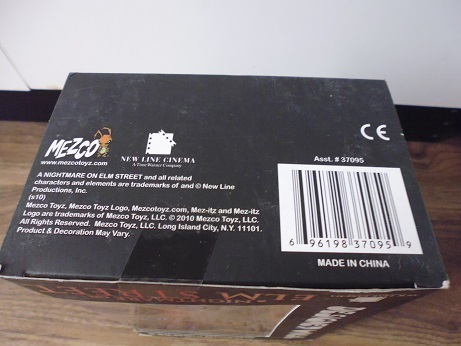 MEZCO
www.mezcotoyz.com
NEW LINE CINEMA
A Time Warner Company
CE
Asst. # 37095
A NIGHTMARE ON ELM STREET and all related
characters and elements are trademarks of and © New Line
Productions, Inc.
(s10)
Mezco Toyz, Mezco Toyz Logo, Mezcotoyz.com, Mez-itz and Mez-itz
Logo are trademarks of Mezco Toyz, LLC. © 2010 Mezco Toyz, LLC.
All Rights Reserved. Mezco Toyz, LLC. Long Island City, N.Y. 11101.
Product & Decoration May Vary.
6 96198 37095 9
MADE IN CHINA
ELM STREET